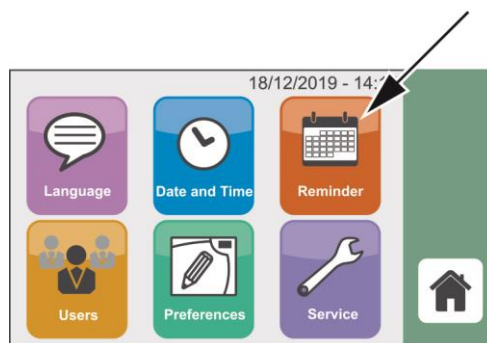 18/12/2019 - 14:1
Language
Date and Time
Reminder
Users
Preferences
Service